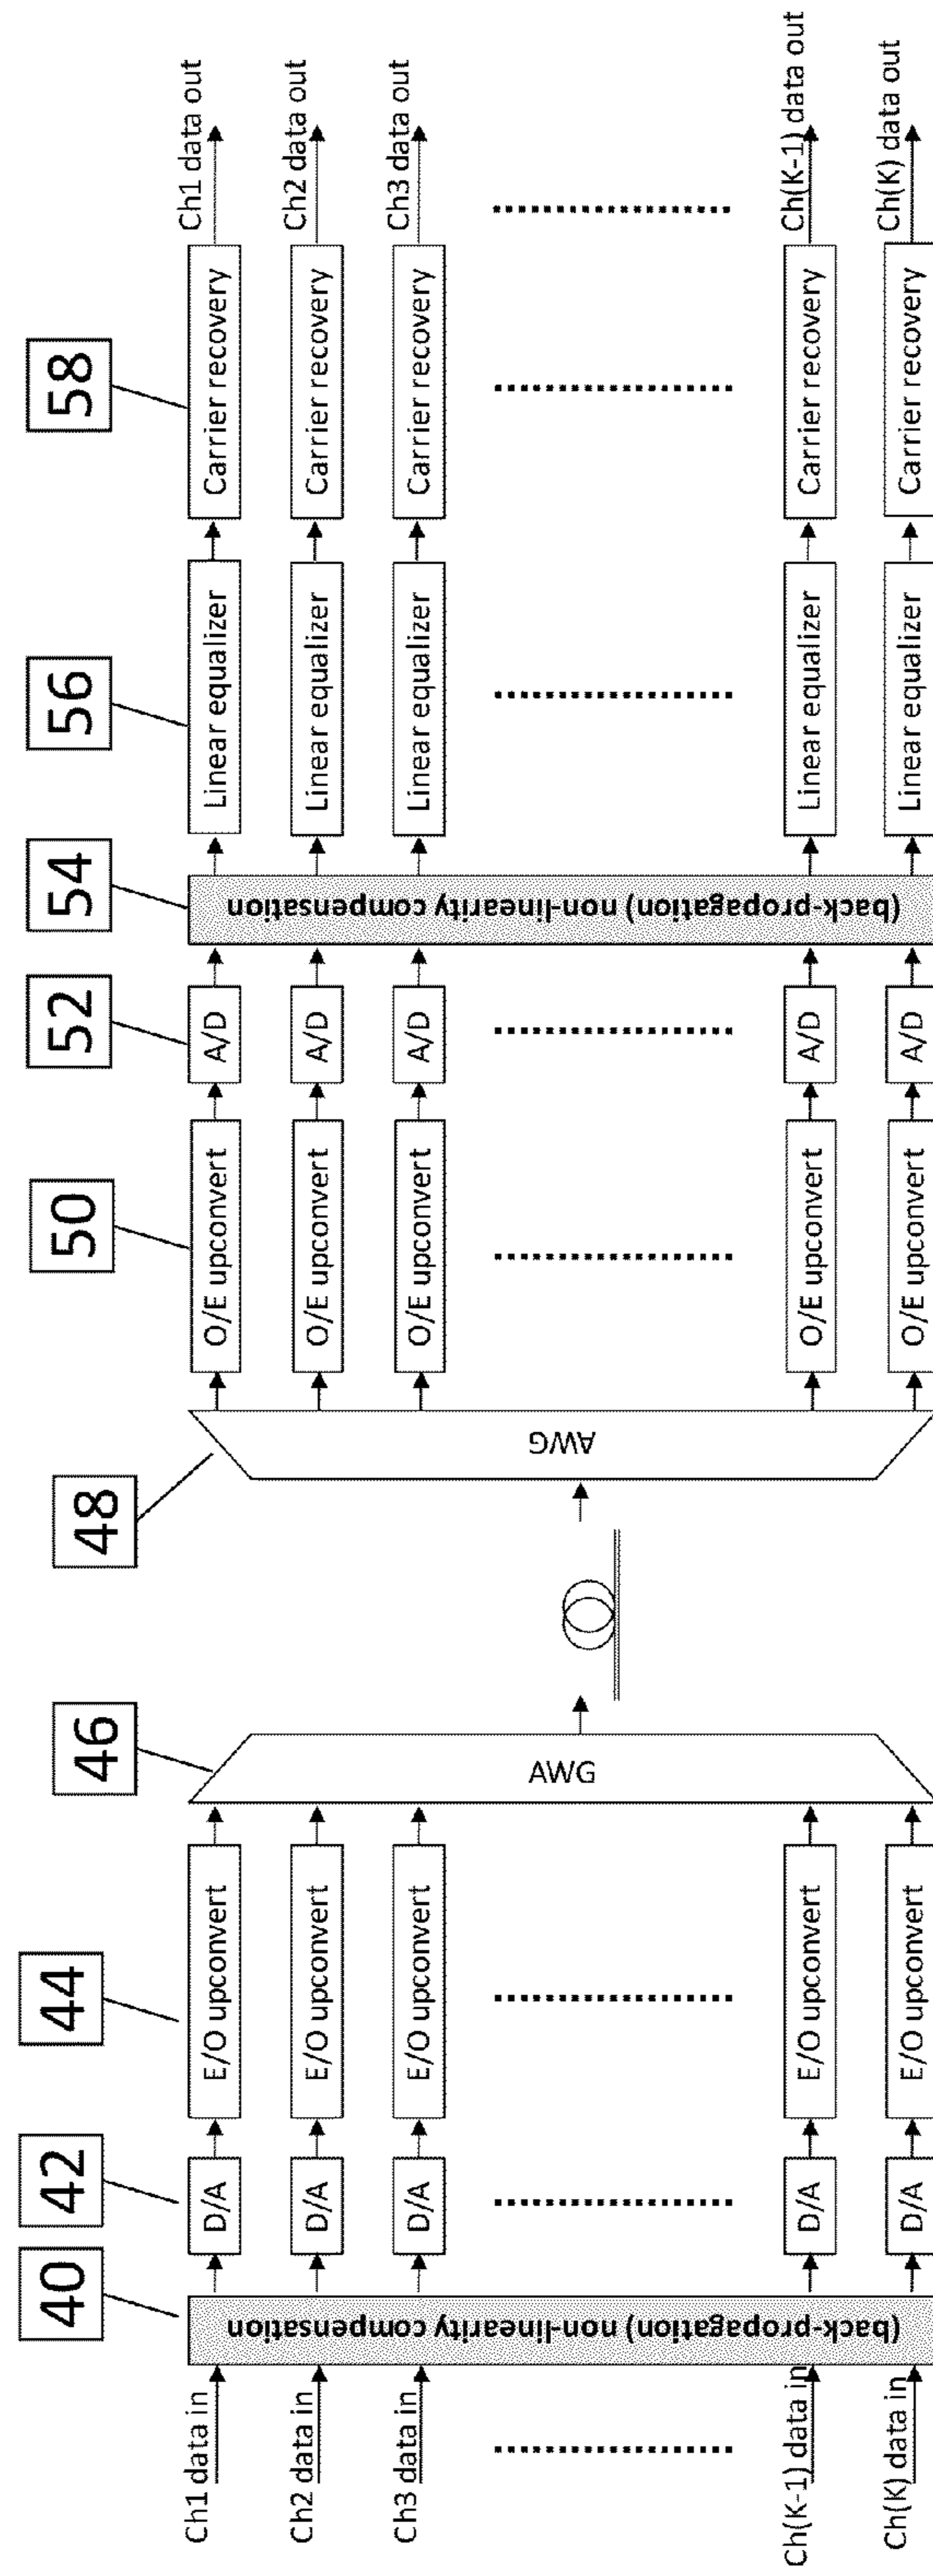 40
42
44
46
48
50
52
54
56
58
Ch1 data in
D/A
E/O upconvert
O/E upconvert
A/D
Linear equalizer
Carrier recovery
Ch1 data out
Ch2 data in
D/A
E/O upconvert
O/E upconvert
A/D
Linear equalizer
Carrier recovery
Ch2 data out
Ch3 data in
D/A
E/O upconvert
O/E upconvert
A/D
Linear equalizer
Carrier recovery
Ch3 data out
(back-propagation) non-linearity compensation
AWG
AWG
(back-propagation) non-linearity compensation
Ch(K-1) data in
D/A
E/O upconvert
O/E upconvert
A/D
Linear equalizer
Carrier recovery
Ch(K-1) data out
Ch(K) data in
D/A
E/O upconvert
O/E upconvert
A/D
Linear equalizer
Carrier recovery
Ch(K) data out